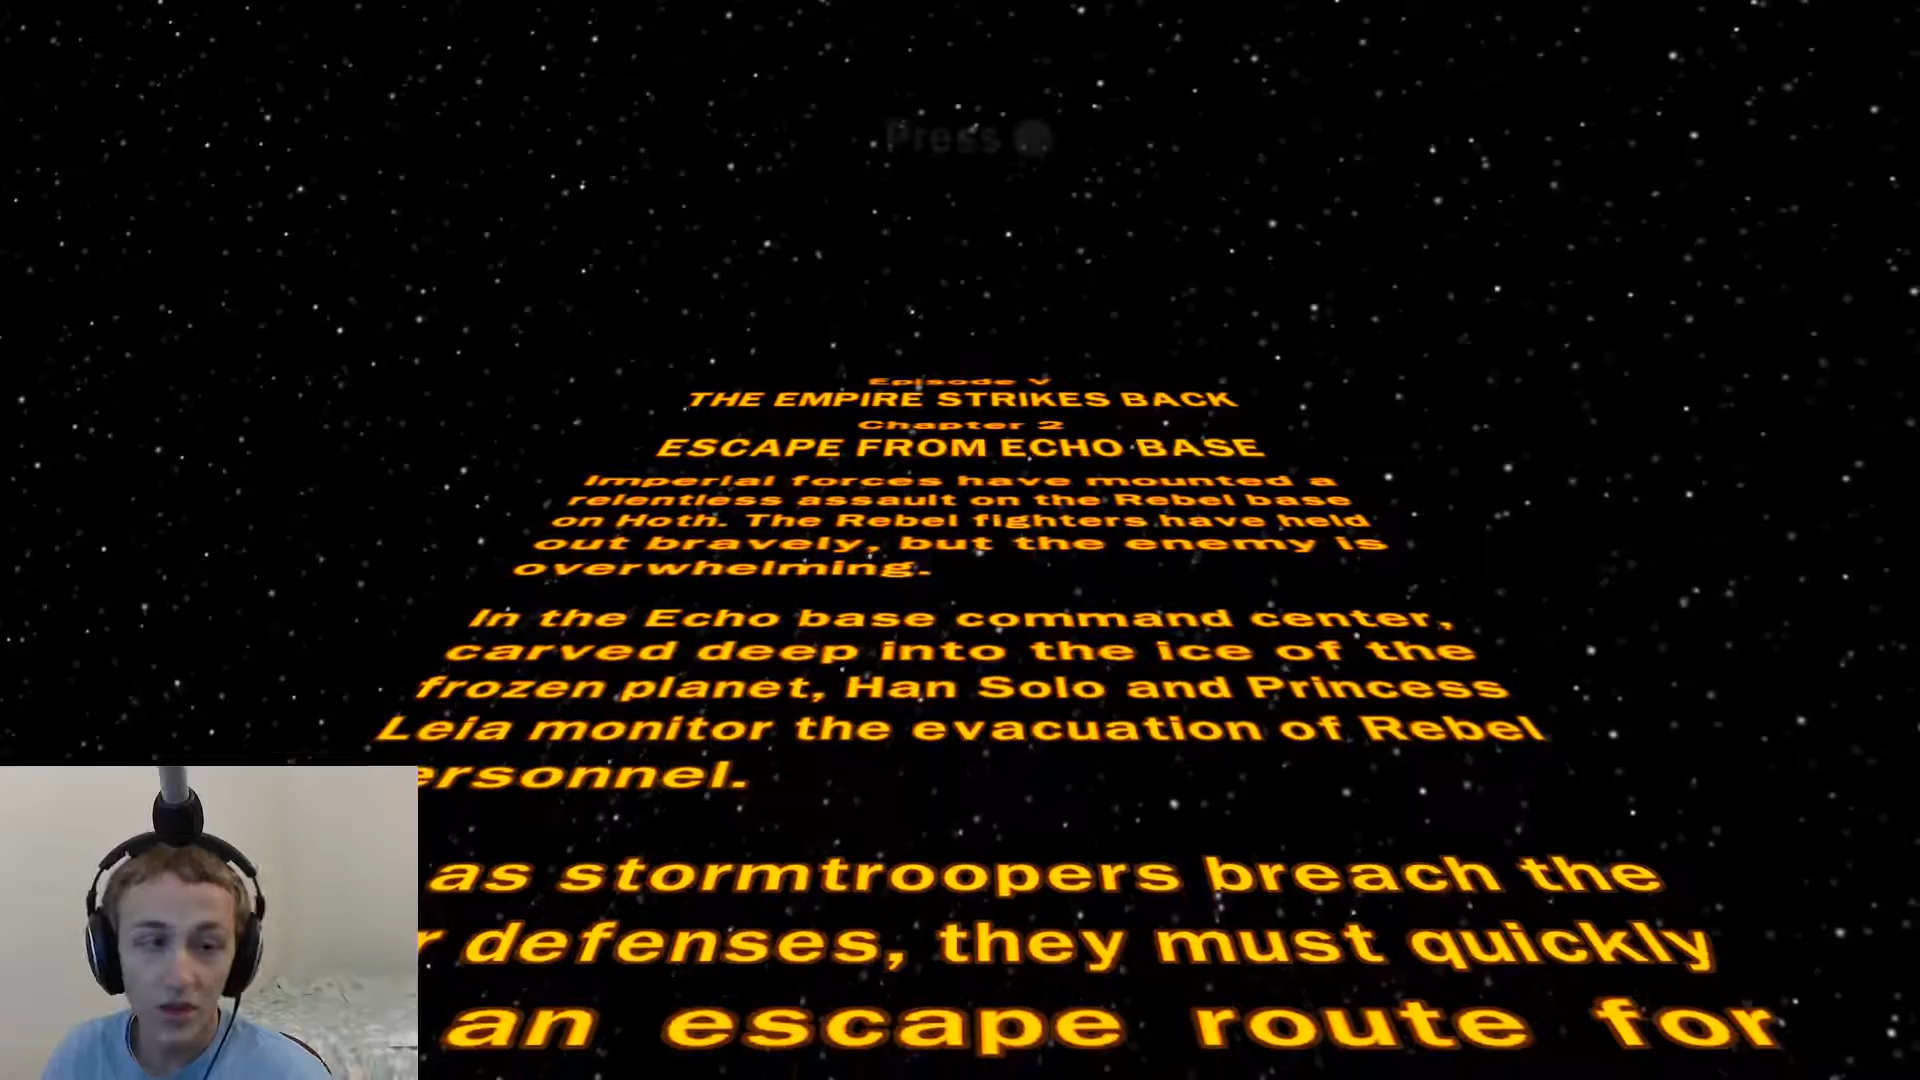 Press
Episode V
THE EMPIRE STRIKES BACK
Chapter 2
ESCAPE FROM ECHO BASE
Imperial forces have mounted a
relentless assault on the Rebel base
on Hoth. The Rebel fighters have held
out bravely, but the enemy is
overwhelming.
In the Echo base command center,
carved deep into the ice of the
frozen planet, Han Solo and Princess
Leia monitor the evacuation of Rebel
ersonnel.
as stormtroopers breach the
r defenses, they must quickly
an escape route for